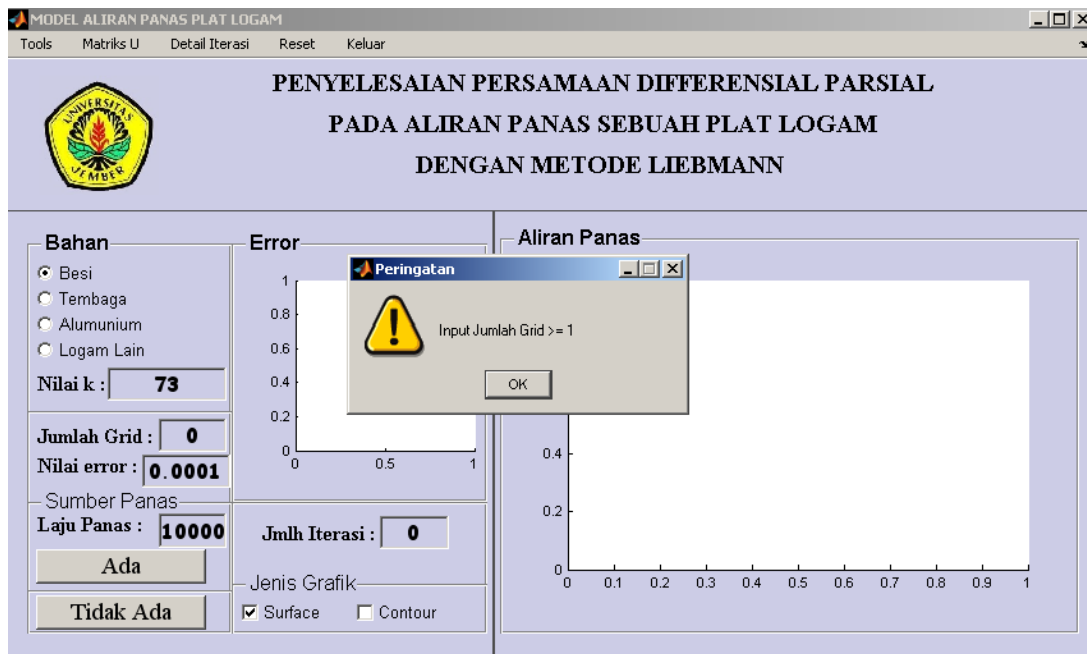 MODEL ALIRAN PANAS PLAT LOGAM
Tools Matriks U Detail Iterasi Reset Keluar
UNIVERSITAS
JEMBER
PENYELESAIAN PERSAMAAN DIFFERENSIAL PARSIAL
PADA ALIRAN PANAS SEBUAH PLAT LOGAM
DENGAN METODE LIEBMANN
Bahan
Besi
Tembaga
Alumunium
Logam Lain
Nilai k : 73
Jumlah Grid : 0
Nilai error : 0.0001
Sumber Panas
Laju Panas : 10000
Ada
Tidak Ada
Error
1
0.8
0.6
0.4
0.2
0
0 0.5 1
Jmlh Iterasi : 0
Jenis Grafik
Surface Contour
Aliran Panas
0.4
0.2
0
0 0.1 0.2 0.3 0.4 0.5 0.6 0.7 0.8 0.9 1
Peringatan
Input Jumlah Grid >= 1
OK